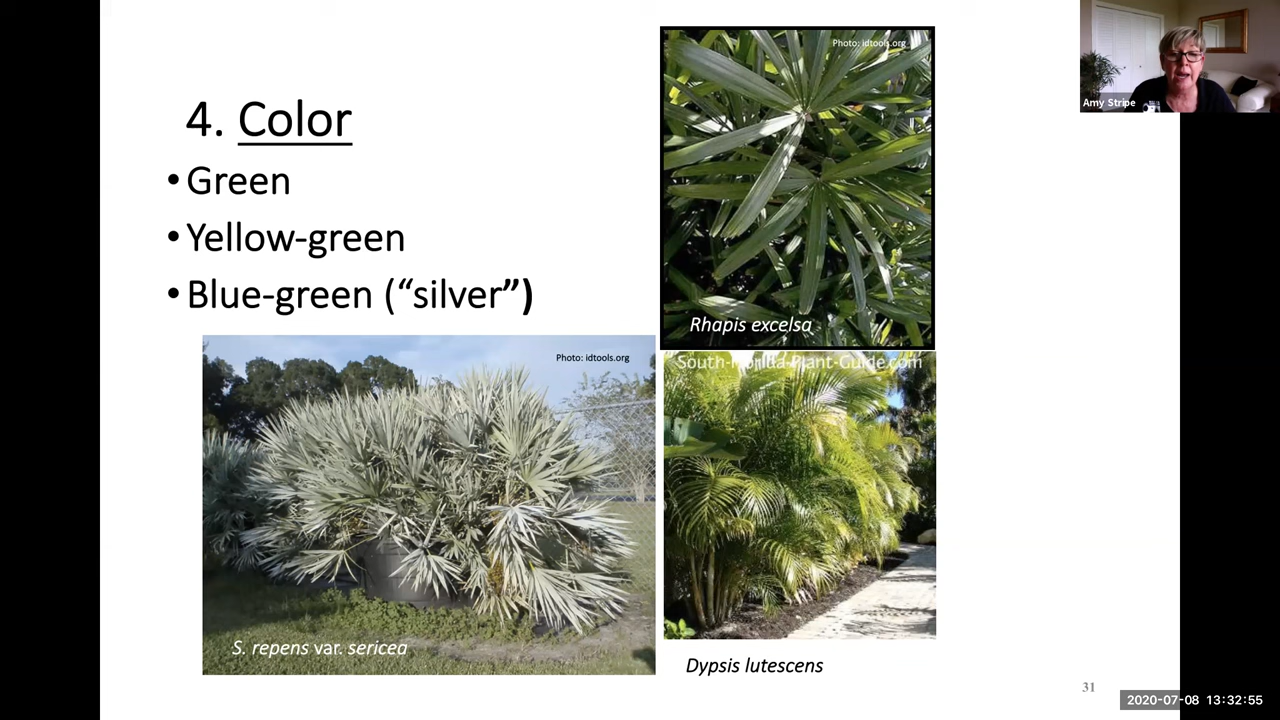 4. Color
• Green
• Yellow-green
• Blue-green (“silver”)
Photo: idtools.org
Rhapis excelsa
Photo: idtools.org
S. repens var. sericea
South-Florida-Plant-Guide.com
Dypsis lutescens
31
Amy Stripe
2020-07-08 13:32:55